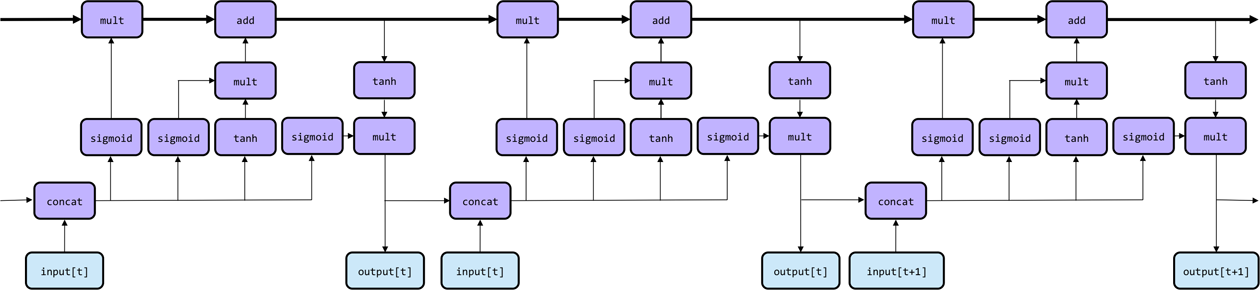 mult add mult add mult add
mult tanh mult tanh mult tanh
sigmoid sigmoid tanh sigmoid mult sigmoid sigmoid tanh sigmoid mult sigmoid sigmoid tanh sigmoid mult
concat concat concat
input[t] output[t] input[t] output[t] input[t+1] output[t+1]